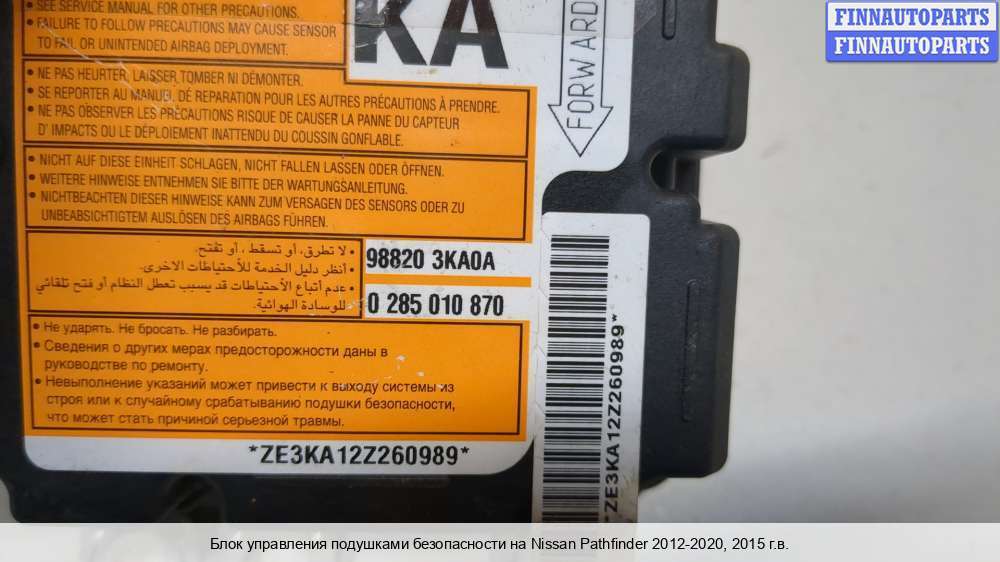 • SEE SERVICE MANUAL FOR OTHER PRECAUTIONS.
• FAILURE TO FOLLOW PRECAUTIONS MAY CAUSE SENSOR
TO FAIL OR UNINTENDED AIRBAG DEPLOYMENT.
KA
FORWARD
FINNAUTOPARTS
FINNAUTOPARTS
• NE PAS HEURTER, LAISSER TOMBER NI DÉMONTER.
• SE REPORTER AU MANUEL DE RÉPARATION POUR LES AUTRES PRÉCAUTIONS À PRENDRE.
• NE PAS OBSERVER LES PRÉCAUTIONS RISQUE DE CAUSER LA PANNE DU CAPTEUR
D' IMPACTS OU LE DÉPLOIEMENT INATTENDU DU COUSSIN GONFLABLE.
• NICHT AUF DIESE EINHEIT SCHLAGEN, NICHT FALLEN LASSEN ODER ÖFFNEN.
• WEITERE HINWEISE ENTNEHMEN SIE BITTE DER WARTUNGSANLEITUNG.
• NICHTBEACHTEN DIESER HINWEISE KANN ZUM VERSAGEN DES SENSORS ODER ZU
UNBEABSICHTIGTEM AUSLÖSEN DES AIRBAGS FÜHREN.
• لا تطرق، أو تسقط ، أو تفتح.
• أنظر دليل الخدمة للأحتياطات الاخرى.
• عدم أتباع الأحتياطات قد يسبب تعطل النظام أو فتح تلقائي
للوسادة الهوائية.
98820 3KA0A
0 285 010 870
• Не ударять. Не бросать. Не разбирать.
• Сведения о других мерах предосторожности даны в
руководстве по ремонту.
• Невыполнение указаний может привести к выходу системы из
строя или к случайному срабатыванию подушки безопасности,
что может стать причиной серьезной травмы.
*ZE3KA12Z260989*
*ZE3KA12Z260989*
Блок управления подушками безопасности на Nissan Pathfinder 2012-2020, 2015 г.в.